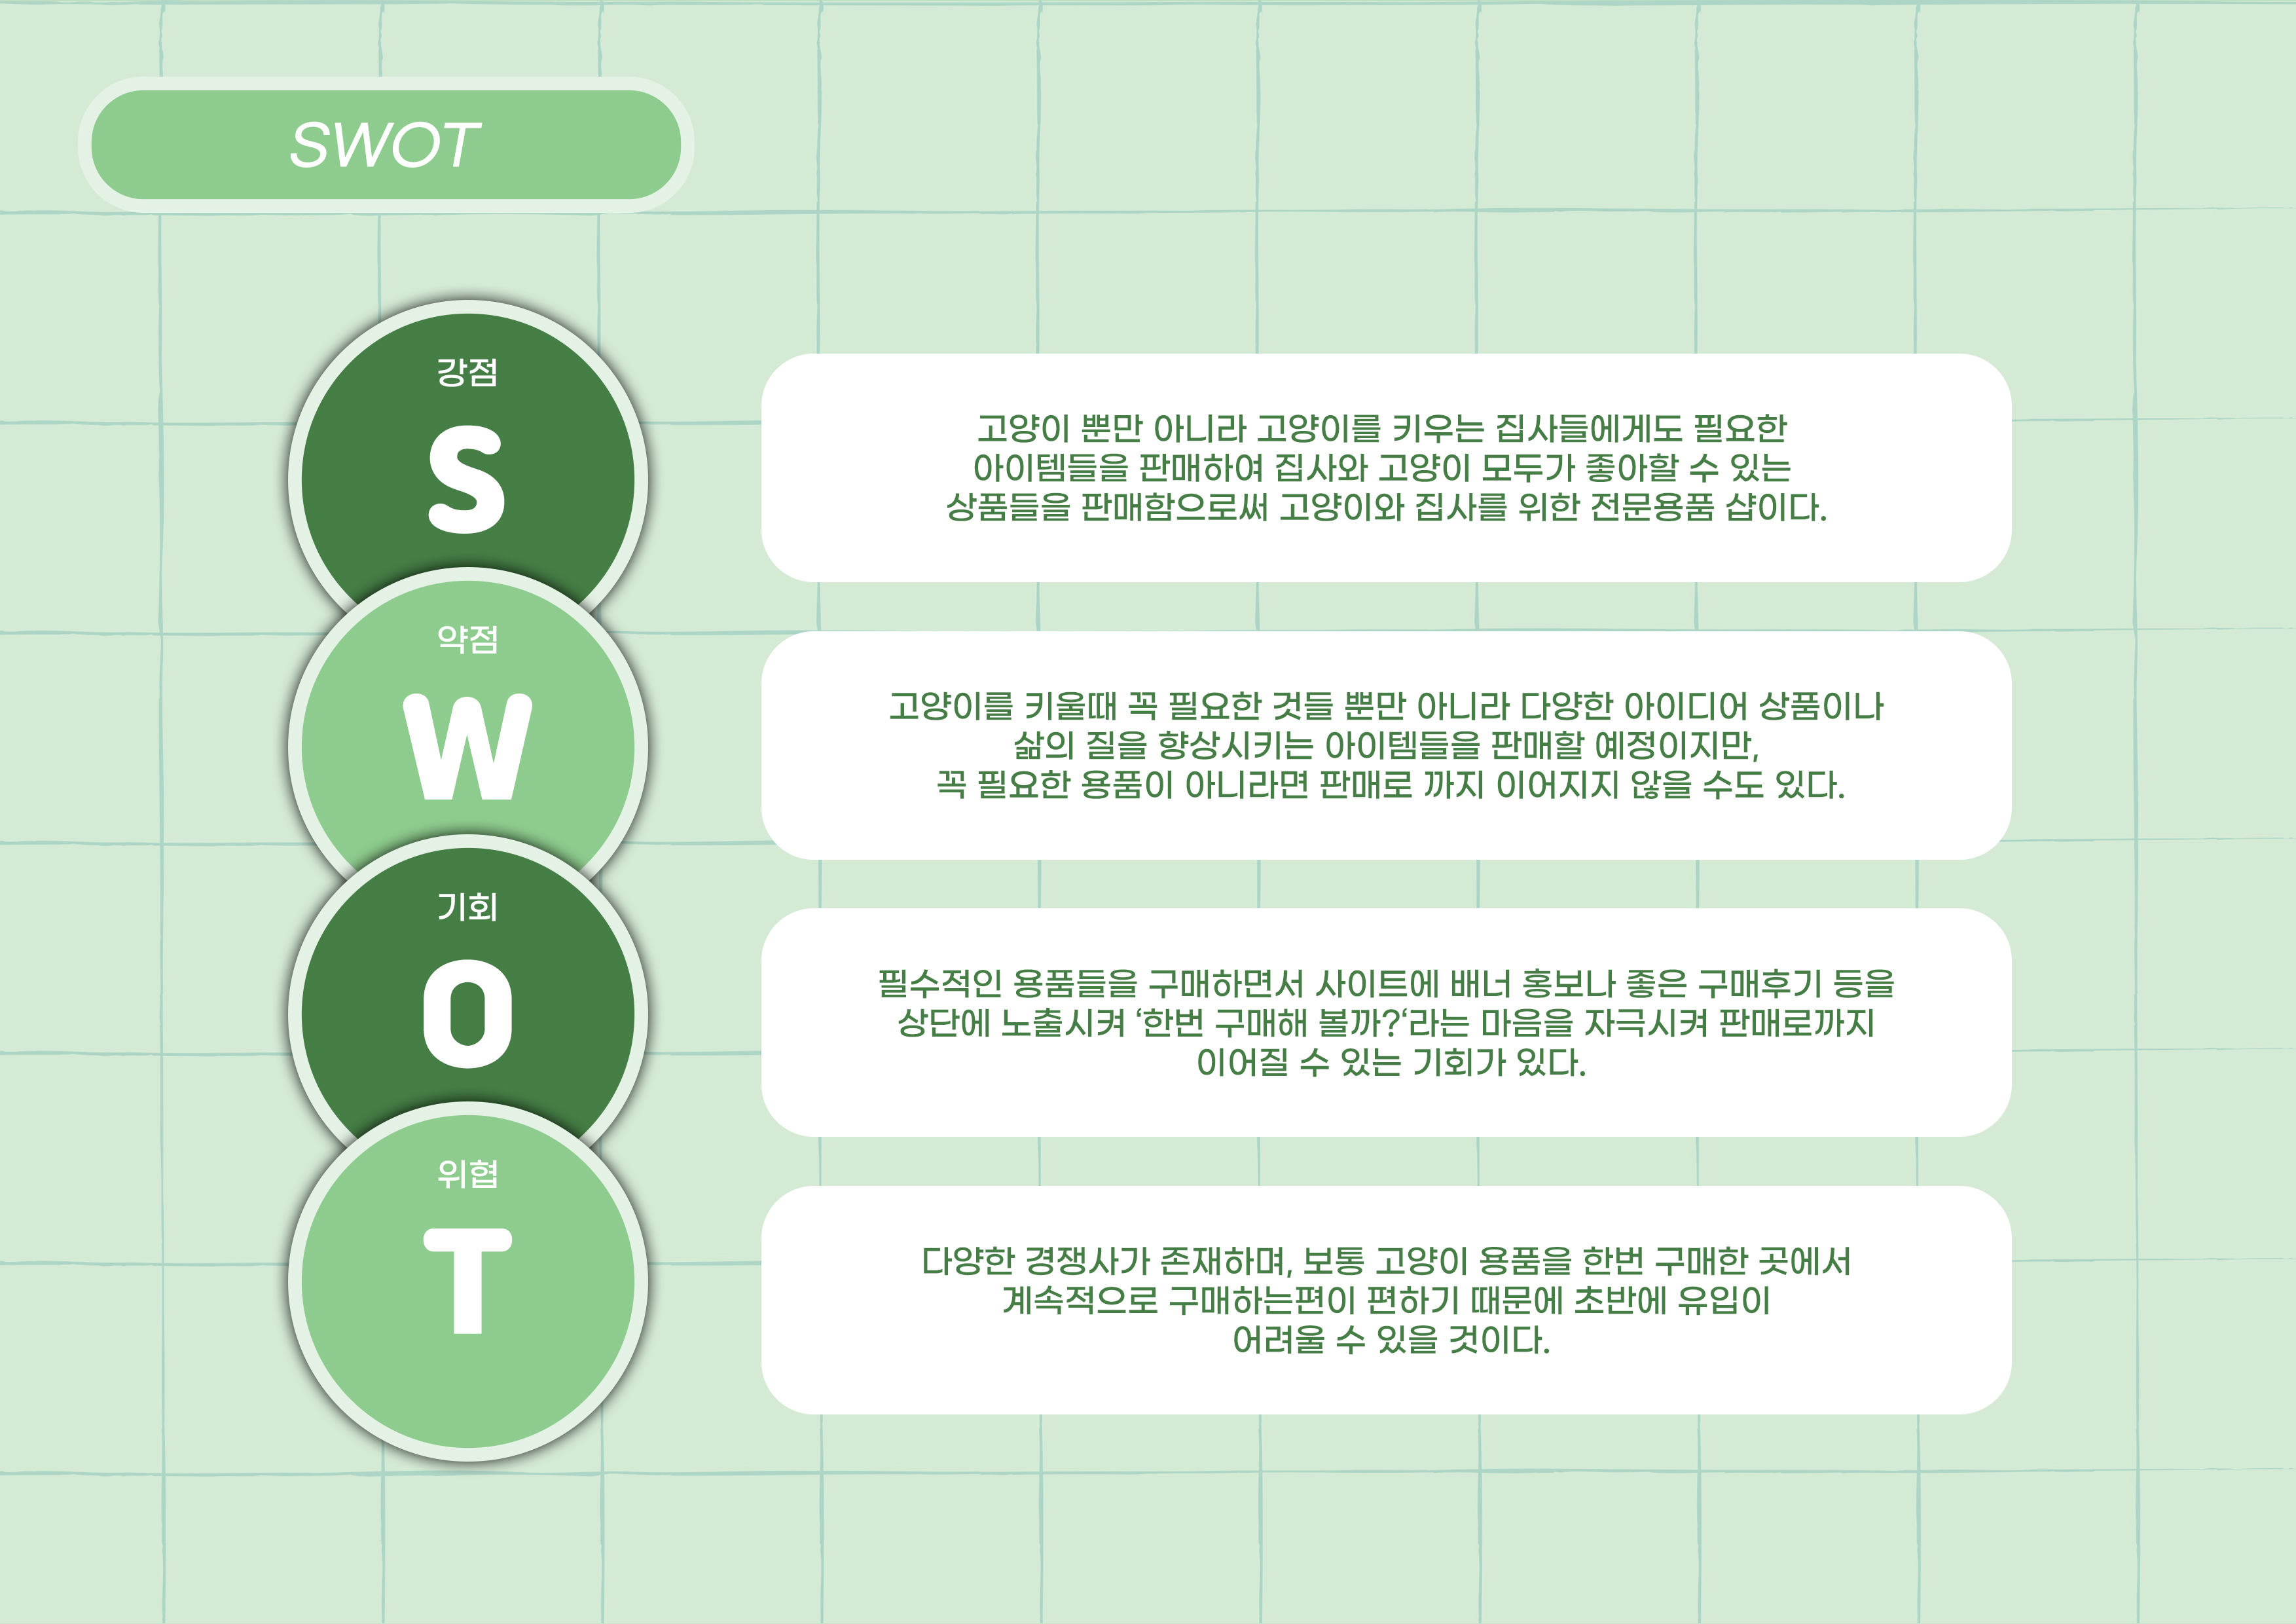 SWOT
강점
S
고양이 뿐만 아니라 고양이를 키우는 집사들에게도 필요한
아이템들을 판매하여 집사와 고양이 모두가 좋아할 수 있는
상품들을 판매함으로써 고양이와 집사를 위한 전문용품 샵이다.
약점
W
고양이를 키울때 꼭 필요한 것들 뿐만 아니라 다양한 아이디어 상품이나
삶의 질을 향상시키는 아이템들을 판매할 예정이지만,
꼭 필요한 용품이 아니라면 판매로 까지 이어지지 않을 수도 있다.
기회
O
필수적인 용품들을 구매하면서 사이트에 배너 홍보나 좋은 구매후기 등을
상단에 노출시켜 ‘한번 구매해 볼까?‘라는 마음을 자극시켜 판매로까지
이어질 수 있는 기회가 있다.
위협
T
다양한 경쟁사가 존재하며, 보통 고양이 용품을 한번 구매한 곳에서
계속적으로 구매하는편이 편하기 때문에 초반에 유입이
어려울 수 있을 것이다.